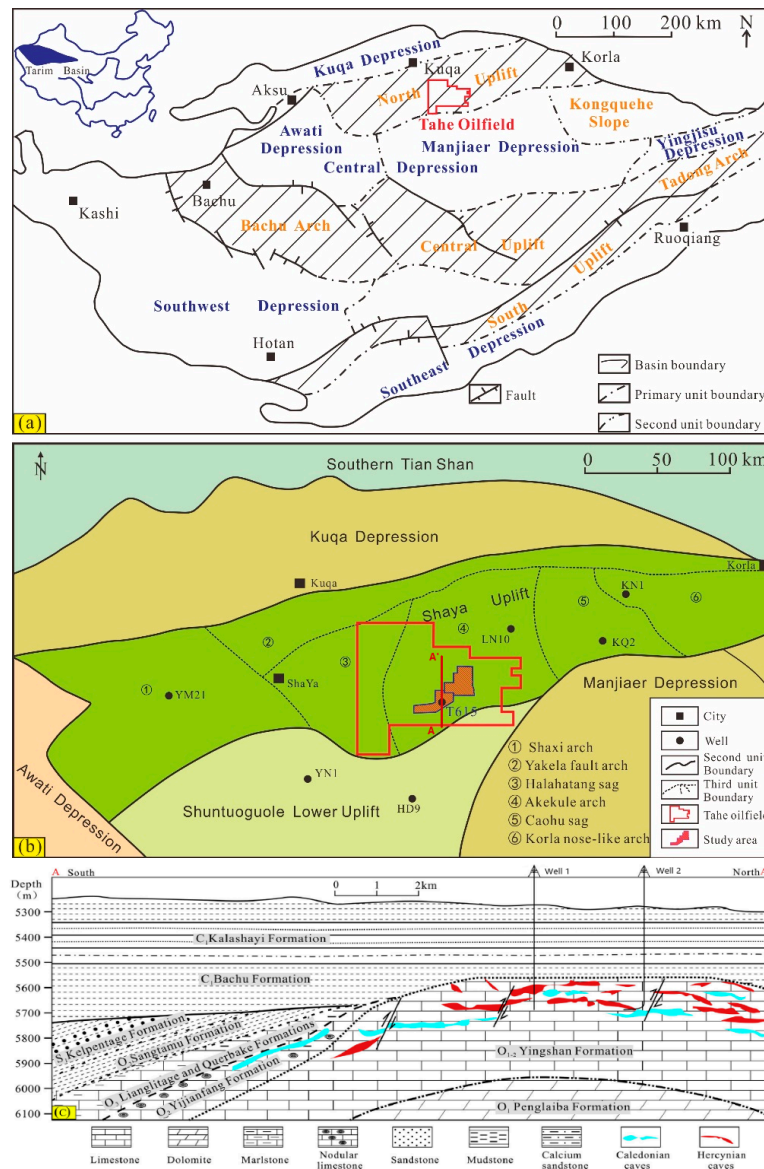 0 100 200 km N
Kuqa Depression
Tarim Basin
Kuqa
Korla
Aksu
North Uplift
Kongquehe
Slope
Awati
Depression
Tahe Oilfield
Manjiaer Depression
Central Depression
Yingjisu
Depression
Tadong Arch
Bachu
Kashi
Bachu Arch
Central Uplift
Ruoqiang
Southwest Depression
South Uplift
Hotan
Southeast Depression
Basin boundary
Fault
Primary unit boundary
Second unit boundary
(a)
N
Southern Tian Shan
0 50 100 km
Kuqa Depression
Korla
Kuqa
KN1
Shaya Uplift
⑤ ⑥
② ④ LN10
③ KQ2
A'
① YM21
ShaYa
Manjiaer Depression
T615
A
City
Well
Second unit
Boundary
Third unit
Boundary
Tahe oilfield
Study area
① Shaxi arch
② Yakela fault arch
③ Halahatang sag
④ Akekule arch
⑤ Caohu sag
⑥ Korla nose-like arch
YN1
HD9
Awati Depression
Shuntuoguole Lower Uplift
(b)
A South
Well 1
Well 2
North
Depth
(m)
0 1 2km
5300
5400
5500
5600
5700
5800
5900
6000
6100
Kalashayi Formation
C₁Bachu Formation
S₁Kelpentage Formation
O₃Sangtamu Formation
O₃Lianglitage and Querbake Formations
Yijianfang Formation
O₁₋₂ Yingshan Formation
O₁ Penglaiba Formation
(c)
Limestone
Dolomite
Marlstone
Nodular
limestone
Sandstone
Mudstone
Calcium
sandstone
Caledonian
caves
Hercynian
caves